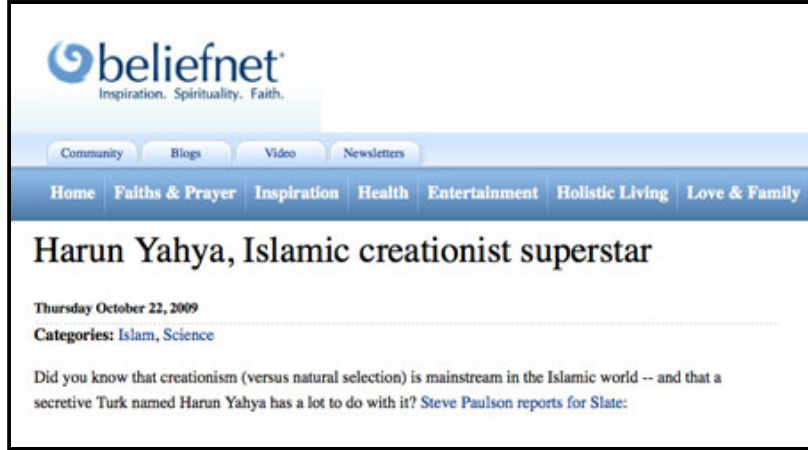 beliefnet
Inspiration. Spirituality. Faith.
Community Blogs Video Newsletters
Home Faiths & Prayer Inspiration Health Entertainment Holistic Living Love & Family
Harun Yahya, Islamic creationist superstar
Thursday October 22, 2009
Categories: Islam, Science
Did you know that creationism (versus natural selection) is mainstream in the Islamic world -- and that a
secretive Turk named Harun Yahya has a lot to do with it? Steve Paulson reports for Slate: